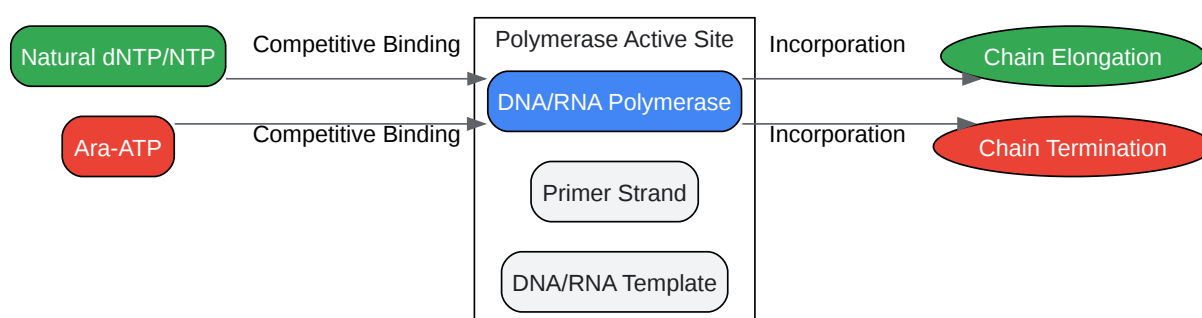 Polymerase Active Site
Natural dNTP/NTP
Competitive Binding
DNA/RNA Polymerase
Incorporation
Chain Elongation
Ara-ATP
Competitive Binding
Incorporation
Chain Termination
Primer Strand
DNA/RNA Template